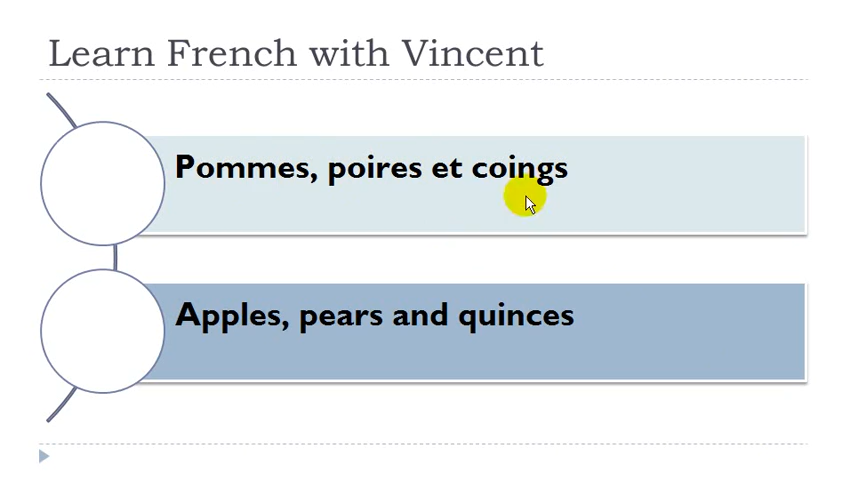 Learn French with Vincent
Pommes, poires et coings
Apples, pears and quinces